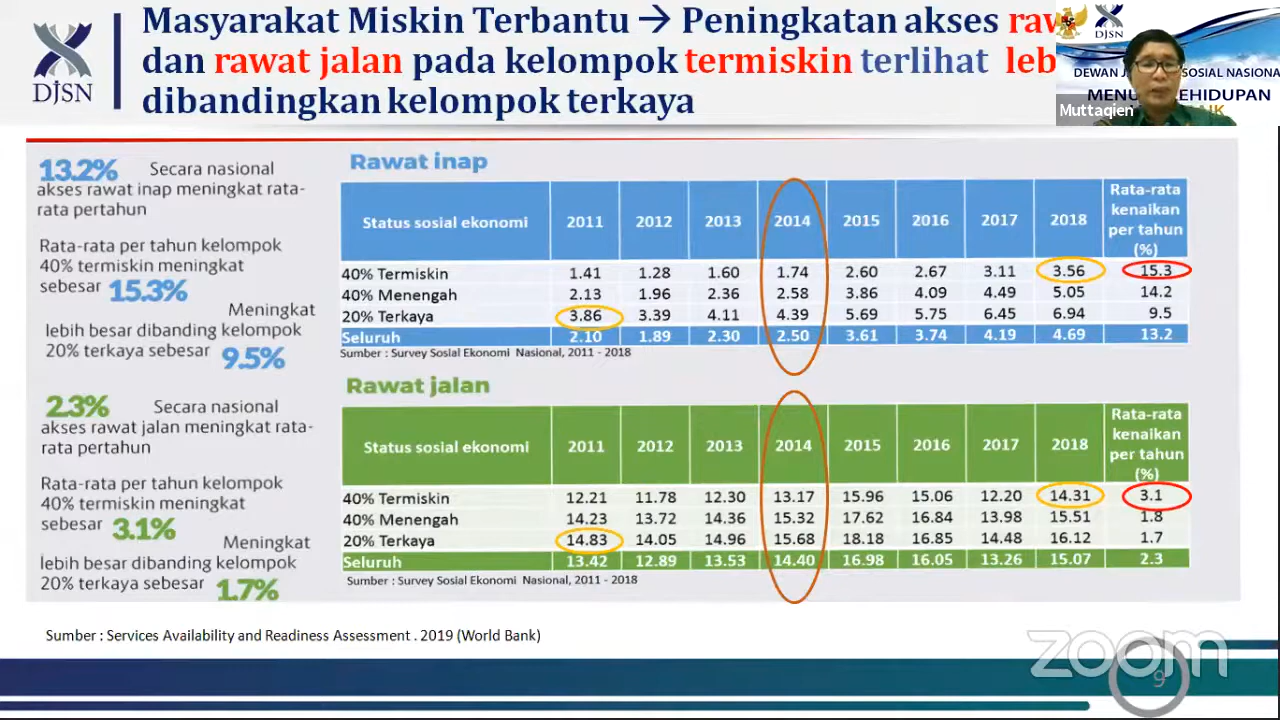 Masyarakat Miskin Terbantu → Peningkatan akses
dan rawat jalan pada kelompok termiskin terlihat
dibandingkan kelompok terkaya
DJSN
DJSN
DEWAN SOSIAL
MENU KEHIDUPAN
Muttaqien
13.2% Secara nasional
akses rawat inap meningkat rata-
rata pertahun
Rata-rata per tahun kelompok
40% termiskin meningkat
sebesar 15.3%
Meningkat
lebih besar dibanding kelompok
20% terkaya sebesar 9.5%
2.3% Secara nasional
akses rawat jalan meningkat rata-
rata pertahun
Rata-rata per tahun kelompok
40% termiskin meningkat
sebesar 3.1%
Meningkat
lebih besar dibanding kelompok
20% terkaya sebesar 1.7%
Rawat inap
Status sosial ekonomi 2011 2012 2013 2014 2015 2016 2017 2018 Rata-rata kenaikan per tahun (%)
40% Termiskin 1.41 1.28 1.60 1.74 2.60 2.67 3.11 3.56 15.3
40% Menengah 2.13 1.96 2.36 2.58 3.86 4.09 4.49 5.05 14.2
20% Terkaya 3.86 3.39 4.11 4.39 5.69 5.75 6.45 6.94 9.5
Seluruh 2.10 1.89 2.30 2.50 3.61 3.74 4.19 4.69 13.2
Sumber : Survey Sosial Ekonomi Nasional, 2011 - 2018
Rawat jalan
Status sosial ekonomi 2011 2012 2013 2014 2015 2016 2017 2018 Rata-rata kenaikan per tahun (%)
40% Termiskin 12.21 11.78 12.30 13.17 15.96 15.06 12.20 14.31 3.1
40% Menengah 14.23 13.72 14.36 15.32 17.62 16.84 13.98 15.51 1.8
20% Terkaya 14.83 14.05 14.96 15.68 18.18 16.85 14.48 16.12 1.7
Seluruh 13.42 12.89 13.53 14.40 16.98 16.05 13.26 15.07 2.3
Sumber : Survey Sosial Ekonomi Nasional, 2011 - 2018
Sumber : Services Availability and Readiness Assessment . 2019 (World Bank)
zoom
9